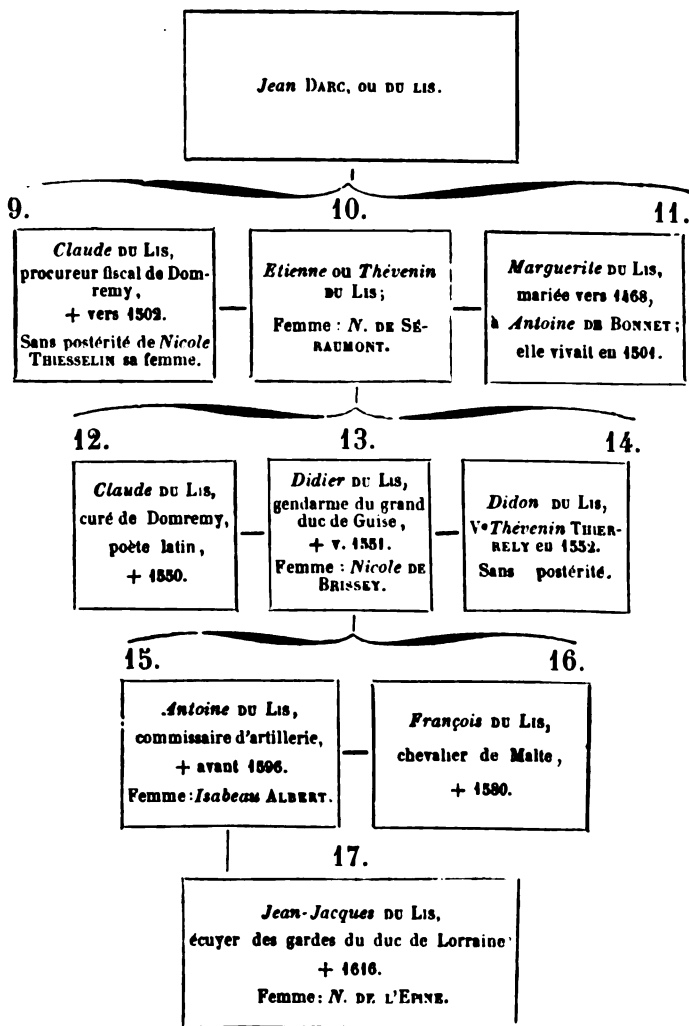 Jean DARC, OU DU LIS.
9.
10.
11.
Claude DU LIS,
procureur fiscal de Dom-
remy,
+ vers 1502.
Sans postérité de Nicole
THIESSELIN sa femme.
Etienne ou Thévenin
DU LIS;
Femme : N. DE SÉ-
RAUMONT.
Marguerite DU LIS,
mariée vers 1468,
à Antoine DE BONNET;
elle vivait en 1501.
12.
13.
14.
Claude DU LIS,
curé de Domremy,
poète latin,
+ 1550.
Didier DU LIS,
gendarme du grand
duc de Guise,
+ v. 1551.
Femme : Nicole DE
BRISSEY.
Didon DU LIS,
Ve Thévenin THIER-
RELY en 1552.
Sans postérité.
15.
16.
Antoine DU LIS,
commissaire d'artillerie,
+ avant 1596.
Femme : Isabeau ALBERT.
François DU LIS,
chevalier de Malte,
+ 1580.
17.
Jean-Jacques DU LIS,
écuyer des gardes du duc de Lorraine
+ 1616.
Femme : N. DE L'EPINE.